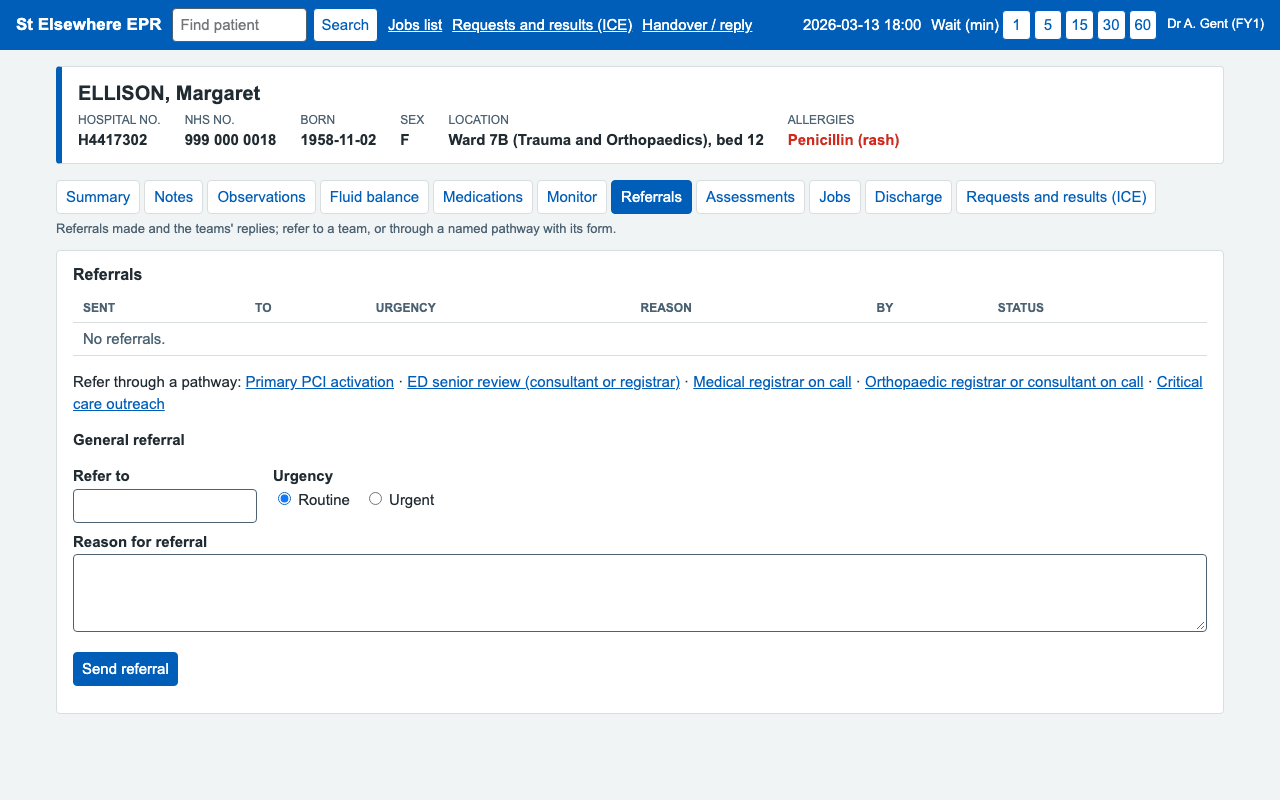 St Elsewhere EPR Find patient Search Jobs list Requests and results (ICE) Handover / reply 2026-03-13 18:00 Wait (min) 1 5 15 30 60 Dr A. Gent (FY1)
ELLISON, Margaret
HOSPITAL NO. NHS NO. BORN SEX LOCATION ALLERGIES
H4417302 999 000 0018 1958-11-02 F Ward 7B (Trauma and Orthopaedics), bed 12 Penicillin (rash)
Summary Notes Observations Fluid balance Medications Monitor Referrals Assessments Jobs Discharge Requests and results (ICE)
Referrals made and the teams' replies; refer to a team, or through a named pathway with its form.
Referrals
SENT TO URGENCY REASON BY STATUS
No referrals.
Refer through a pathway: Primary PCI activation · ED senior review (consultant or registrar) · Medical registrar on call · Orthopaedic registrar or consultant on call · Critical
care outreach
General referral
Refer to Urgency
Routine Urgent
Reason for referral
Send referral